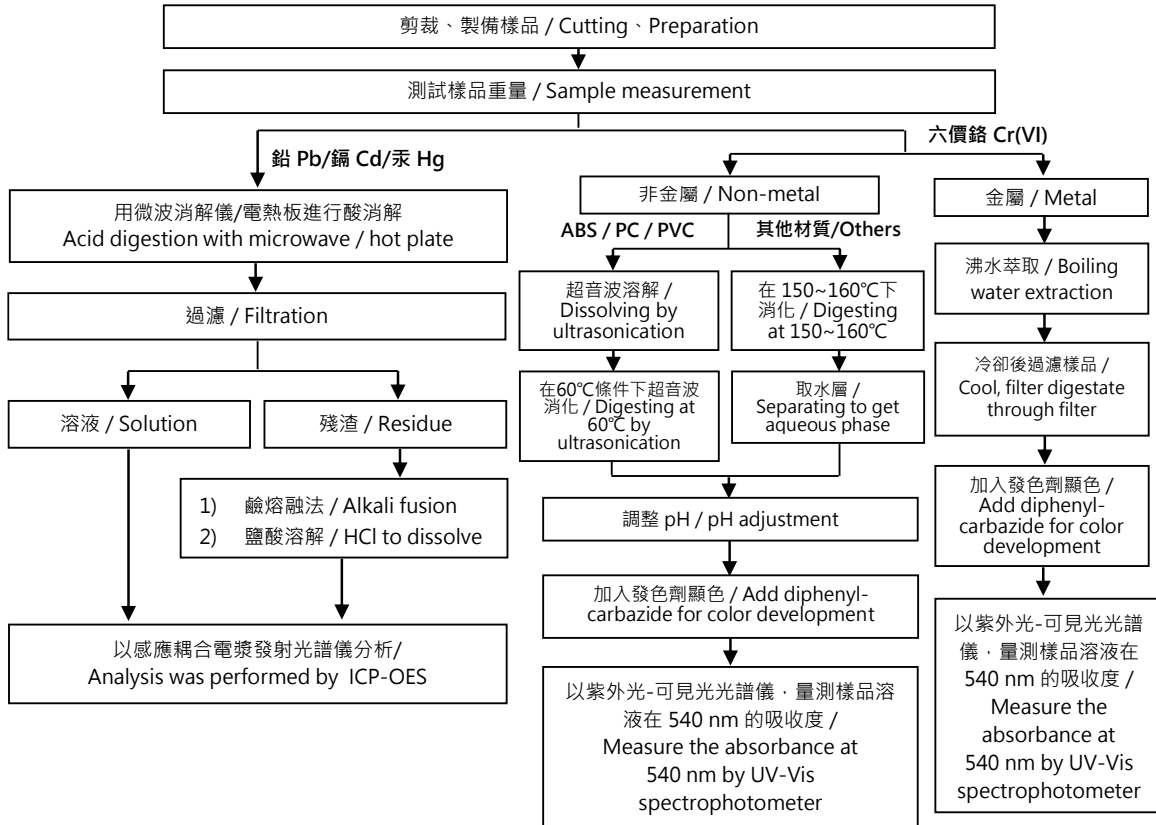 剪裁、製備樣品 / Cutting、Preparation
測試樣品重量 / Sample measurement
鉛 Pb/鎘 Cd/汞 Hg
六價鉻 Cr(VI)
用微波消解儀/電熱板進行酸消解
Acid digestion with microwave / hot plate
過濾 / Filtration
溶液 / Solution
殘渣 / Residue
1) 鹼熔融法 / Alkali fusion
2) 鹽酸溶解 / HCl to dissolve
以感應耦合電漿發射光譜儀分析/
Analysis was performed by ICP-OES
非金屬 / Non-metal
ABS / PC / PVC
其他材質/Others
超音波溶解 /
Dissolving by
ultrasonication
在 150~160℃下
消化 / Digesting
at 150~160℃
在60℃條件下超音波
消化 / Digesting at
60℃ by
ultrasonication
取水層 /
Separating to get
aqueous phase
調整 pH / pH adjustment
加入發色劑顯色 / Add diphenyl-
carbazide for color development
以紫外光-可見光光譜儀，量測樣品溶
液在 540 nm 的吸收度 /
Measure the absorbance at
540 nm by UV-Vis
spectrophotometer
金屬 / Metal
沸水萃取 / Boiling
water extraction
冷卻後過濾樣品 /
Cool, filter digestate
through filter
加入發色劑顯色 /
Add diphenyl-
carbazide for color
development
以紫外光-可見光光譜
儀，量測樣品溶液在
540 nm 的吸收度 /
Measure the
absorbance at
540 nm by UV-Vis
spectrophotometer